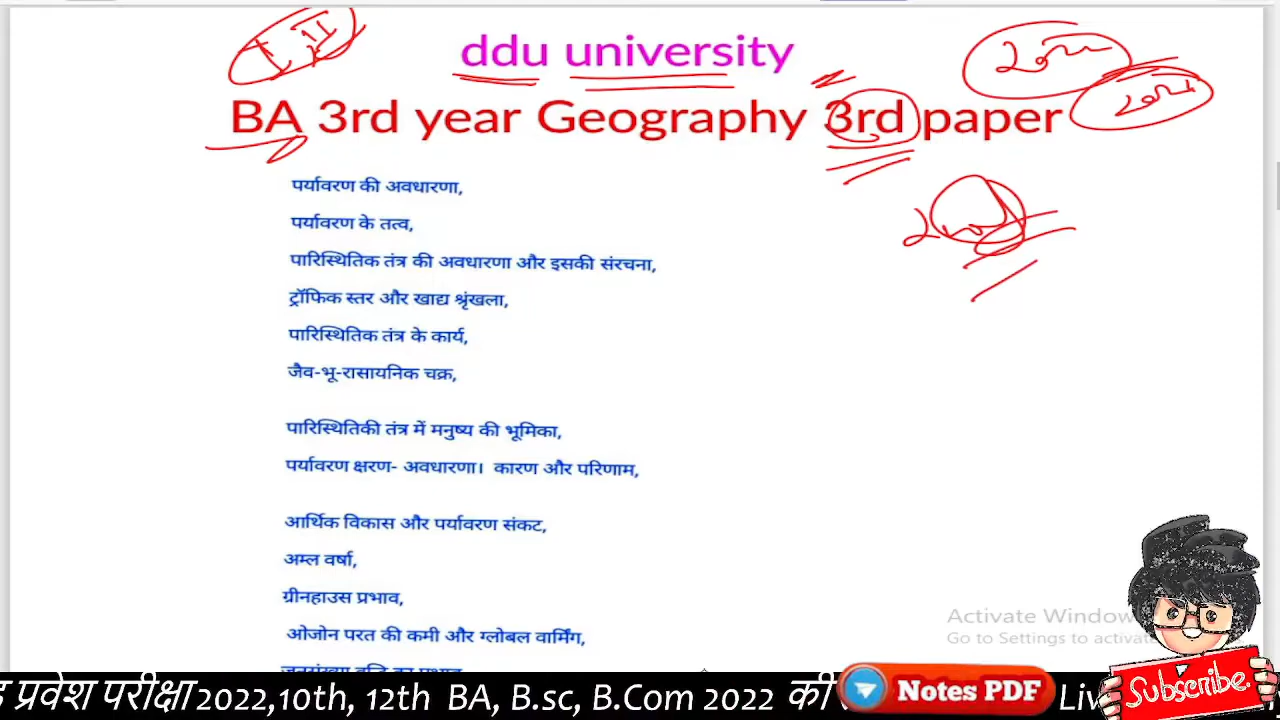 I, II
ddu university
BA 3rd year Geography 3rd paper
पर्यावरण की अवधारणा,
पर्यावरण के तत्व,
पारिस्थितिक तंत्र की अवधारणा और इसकी संरचना,
ट्रॉफिक स्तर और खाद्य श्रृंखला,
पारिस्थितिक तंत्र के कार्य,
जैव-भू-रासायनिक चक्र,
पारिस्थितिकी तंत्र में मनुष्य की भूमिका,
पर्यावरण क्षरण- अवधारणा। कारण और परिणाम,
आर्थिक विकास और पर्यावरण संकट,
अम्ल वर्षा,
ग्रीनहाउस प्रभाव,
ओजोन परत की कमी और ग्लोबल वार्मिंग,
Activate Window
Go to Settings to activat
प्रवेश परीक्षा 2022,10th, 12th BA, B.sc, B.Com 2022 की
Notes PDF
Liv
Subscribe